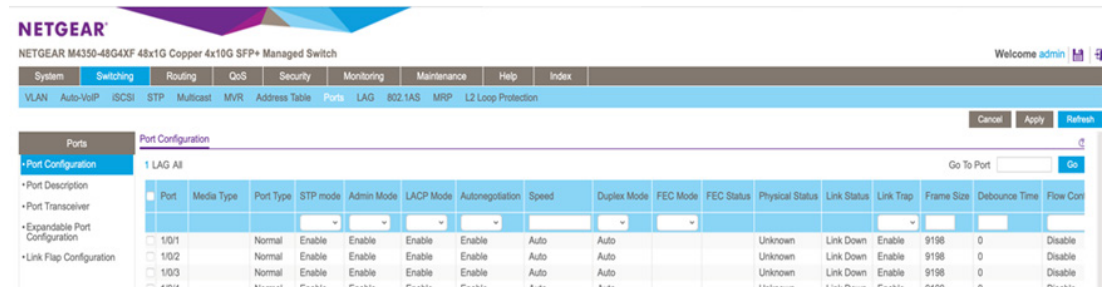 NETGEAR®
NETGEAR M4350-48G4XF 48x1G Copper 4x10G SFP+ Managed Switch
Welcome admin
System Switching Routing QoS Security Monitoring Maintenance Help Index
VLAN Auto-VoIP iSCSI STP Multicast MVR Address Table Ports LAG 802.1AS MRP L2 Loop Protection
Cancel Apply Refresh
Ports
• Port Configuration
• Port Description
• Port Transceiver
• Expandable Port
Configuration
• Link Flap Configuration
Port Configuration
1 LAG All
Go To Port Go
Port Media Type Port Type STP mode Admin Mode LACP Mode Autonegotiation Speed Duplex Mode FEC Mode FEC Status Physical Status Link Status Link Trap Frame Size Debounce Time Flow Cont
1/0/1 Normal Enable Enable Enable Enable Auto Auto Unknown Link Down Enable 9198 0 Disable
1/0/2 Normal Enable Enable Enable Enable Auto Auto Unknown Link Down Enable 9198 0 Disable
1/0/3 Normal Enable Enable Enable Enable Auto Auto Unknown Link Down Enable 9198 0 Disable